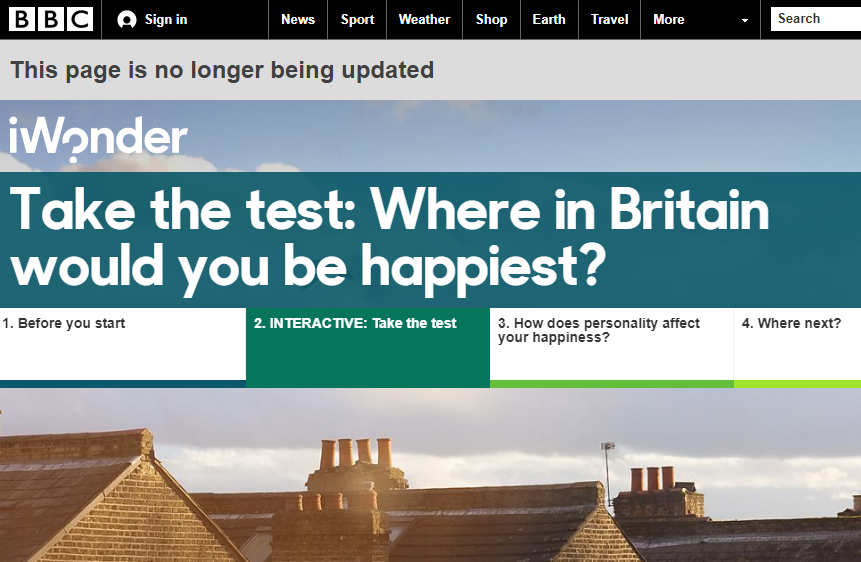 BBC Sign in News Sport Weather Shop Earth Travel More Search
This page is no longer being updated
iWonder
Take the test: Where in Britain
would you be happiest?
1. Before you start
2. INTERACTIVE: Take the test
3. How does personality affect
your happiness?
4. Where next?